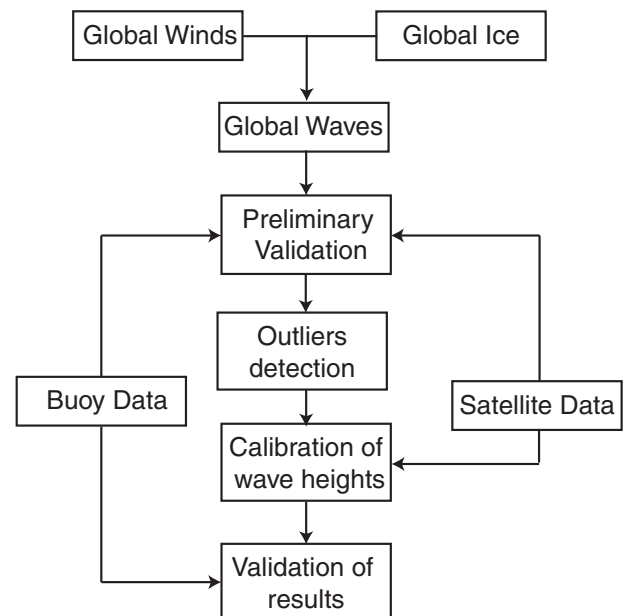 Global Winds
Global Ice
Global Waves
Preliminary
Validation
Outliers
detection
Buoy Data
Satellite Data
Calibration of
wave heights
Validation of
results